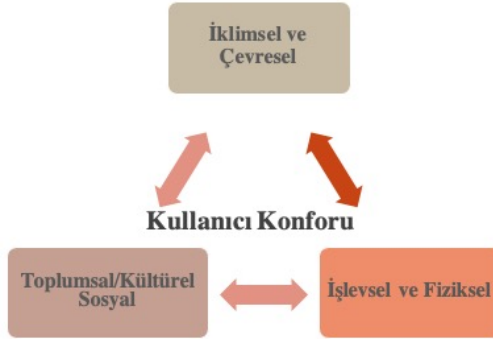 İklimsel ve
Çevresel
Kullanıcı Konforu
Toplumsal/Kültürel
Sosyal
İşlevsel ve Fiziksel